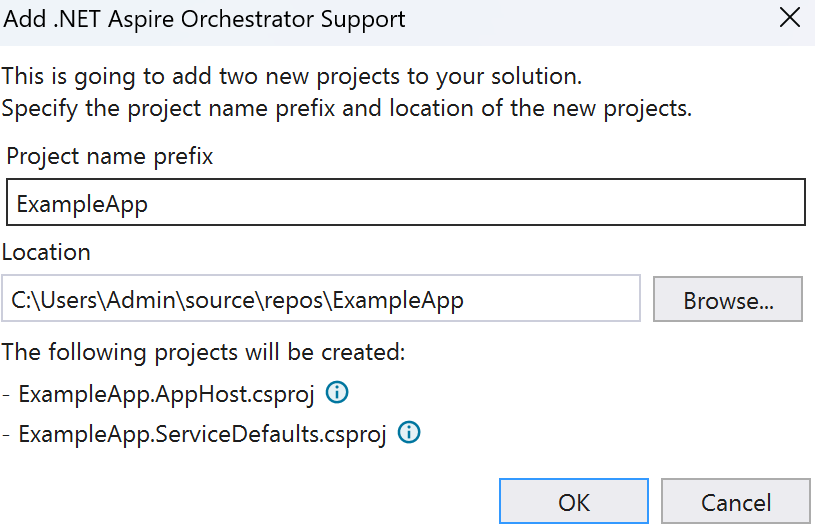 Add .NET Aspire Orchestrator Support
This is going to add two new projects to your solution.
Specify the project name prefix and location of the new projects.
Project name prefix
ExampleApp
Location
C:\Users\Admin\source\repos\ExampleApp
Browse...
The following projects will be created:
- ExampleApp.AppHost.csproj
- ExampleApp.ServiceDefaults.csproj
OK
Cancel